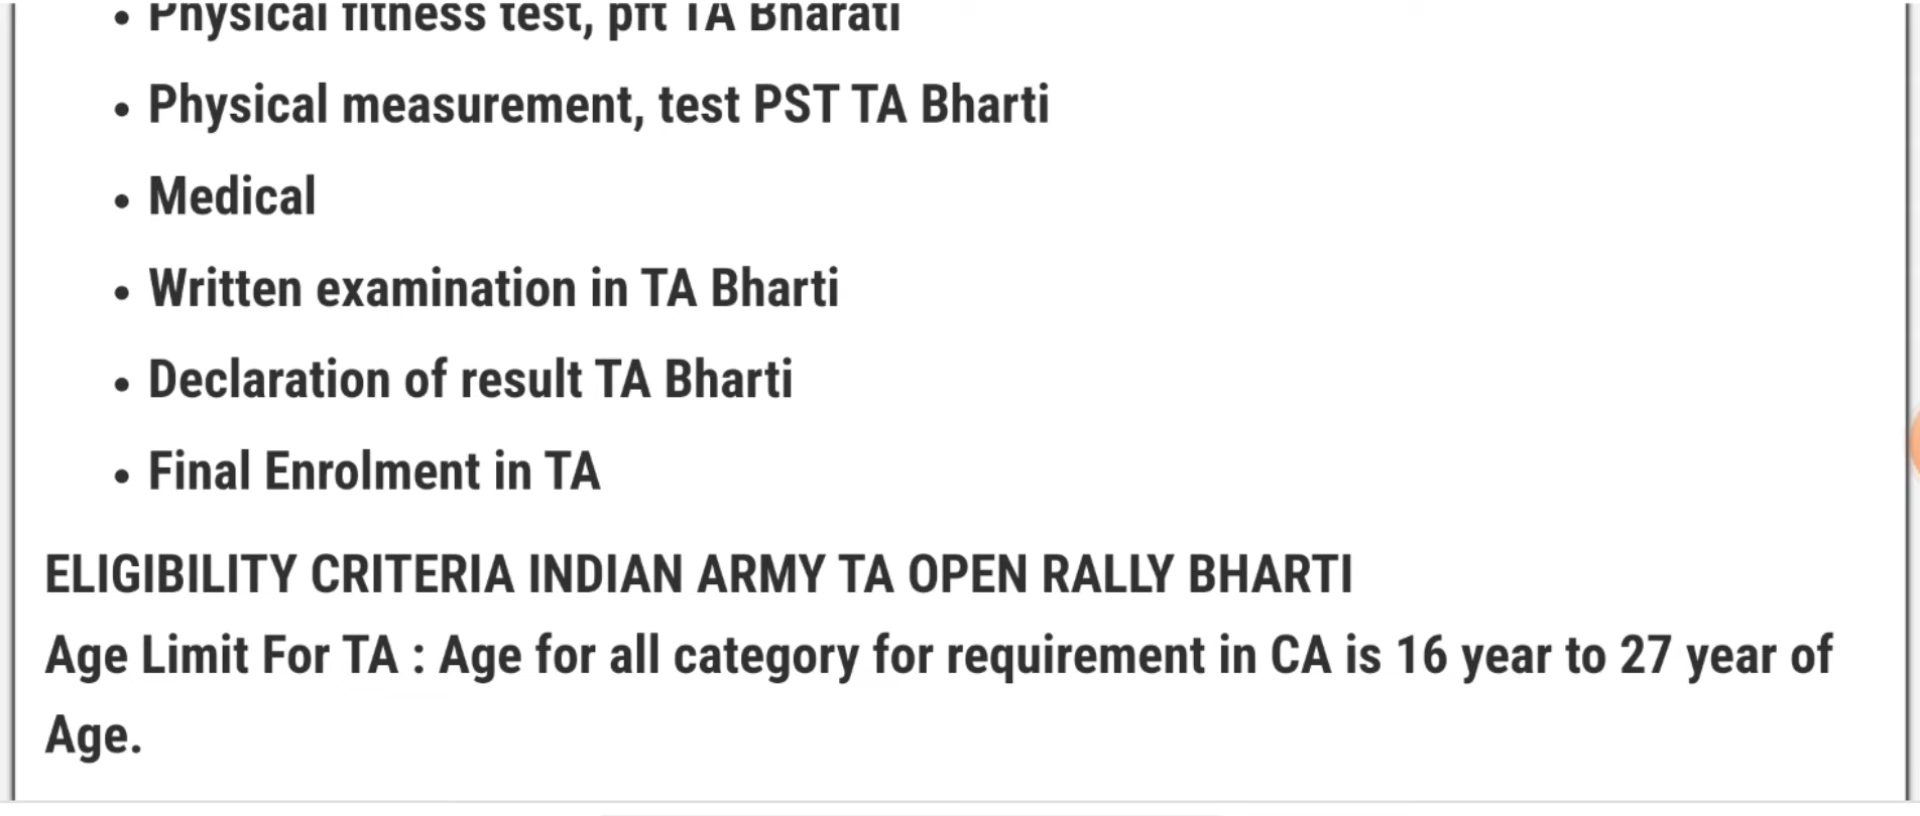 • Physical fitness test, pft TA Bharati
• Physical measurement, test PST TA Bharti
• Medical
• Written examination in TA Bharti
• Declaration of result TA Bharti
• Final Enrolment in TA
ELIGIBILITY CRITERIA INDIAN ARMY TA OPEN RALLY BHARTI
Age Limit For TA : Age for all category for requirement in CA is 16 year to 27 year of
Age.